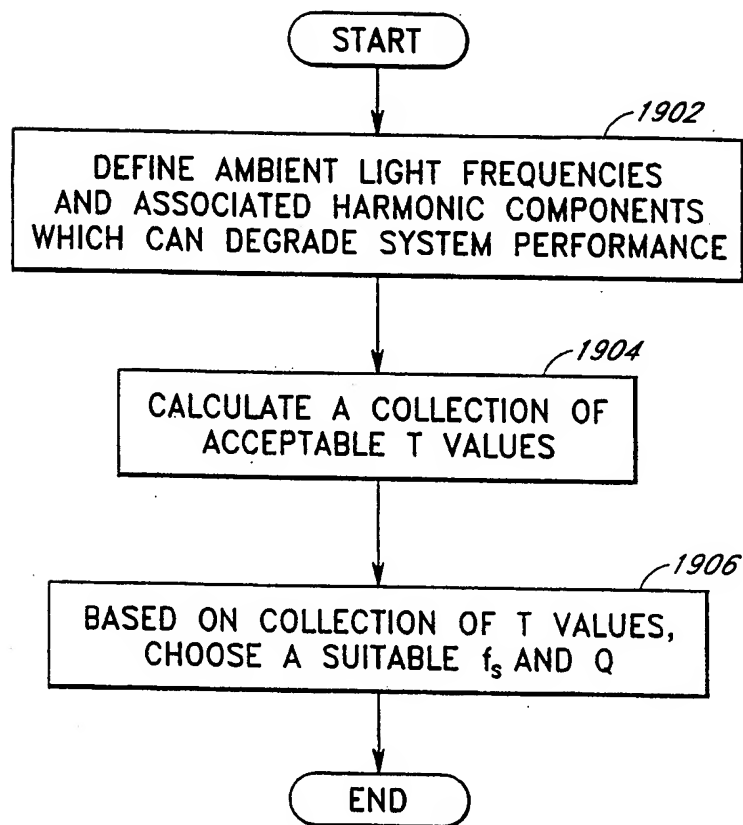 START
1902
DEFINE AMBIENT LIGHT FREQUENCIES
AND ASSOCIATED HARMONIC COMPONENTS
WHICH CAN DEGRADE SYSTEM PERFORMANCE
1904
CALCULATE A COLLECTION OF
ACCEPTABLE T VALUES
1906
BASED ON COLLECTION OF T VALUES,
CHOOSE A SUITABLE fs AND Q
END